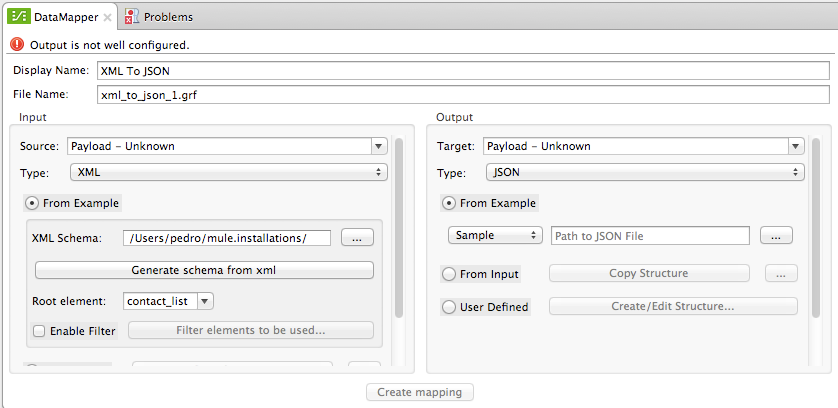 DataMapper
Problems
Output is not well configured.
Display Name: XML To JSON
File Name: xml_to_json_1.grf
Input
Source: Payload – Unknown
Type: XML
From Example
XML Schema: /Users/pedro/mule.installations/ ...
Generate schema from xml
Root element: contact_list
Enable Filter Filter elements to be used...
Output
Target: Payload – Unknown
Type: JSON
From Example
Sample Path to JSON File ...
From Input Copy Structure ...
User Defined Create/Edit Structure...
Create mapping